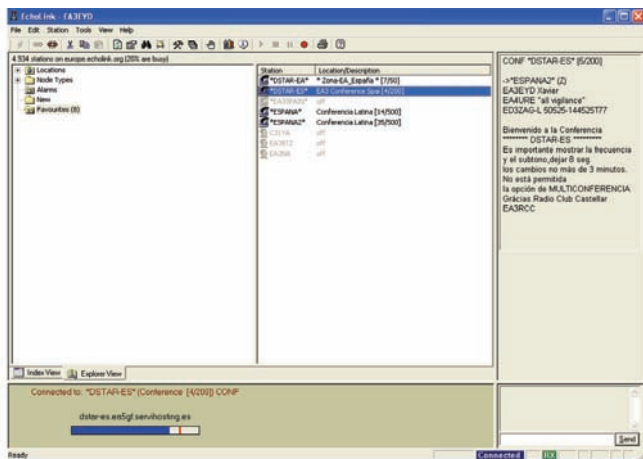 EchoLink - EA3EYD
File Edit Station Tools View Help
4.934 stations on europe.echolink.org (26% are busy)
Locations
Node Types
Alarms
New
Favourites (8)
Station Location/Description
*DSTAR-EA* * Zona-EA_España * [7/50]
*DSTAR-ES* EA3 Conference Spai [4/200]
off
*ESPANA* Conferencia Latina [14/500]
*ESPANA2* Conferencia Latina [35/500]
off
off
off
CONF *DSTAR-ES* [5/200]
->*ESPANA2* (2)
EA3EYD Xavier
EA4URE "all vigilance"
ED3ZAG-L 50525-144525T77
Bienvenido a la Conferencia
******** DSTAR-ES *********
Es importante mostrar la frecuencia
y el subtono,dejar 8 seg.
los cambios no más de 3 minutos.
No está permitida
la opción de MULTICONFERENCIA
Grácias Radio Club Castellar
EA3RCC
Index View Explorer View
Connected to: *DSTAR-ES* (Conference [4/200]) CONF
dstar-es.ea5gf.servihosting.es
Send
Ready Connected RX